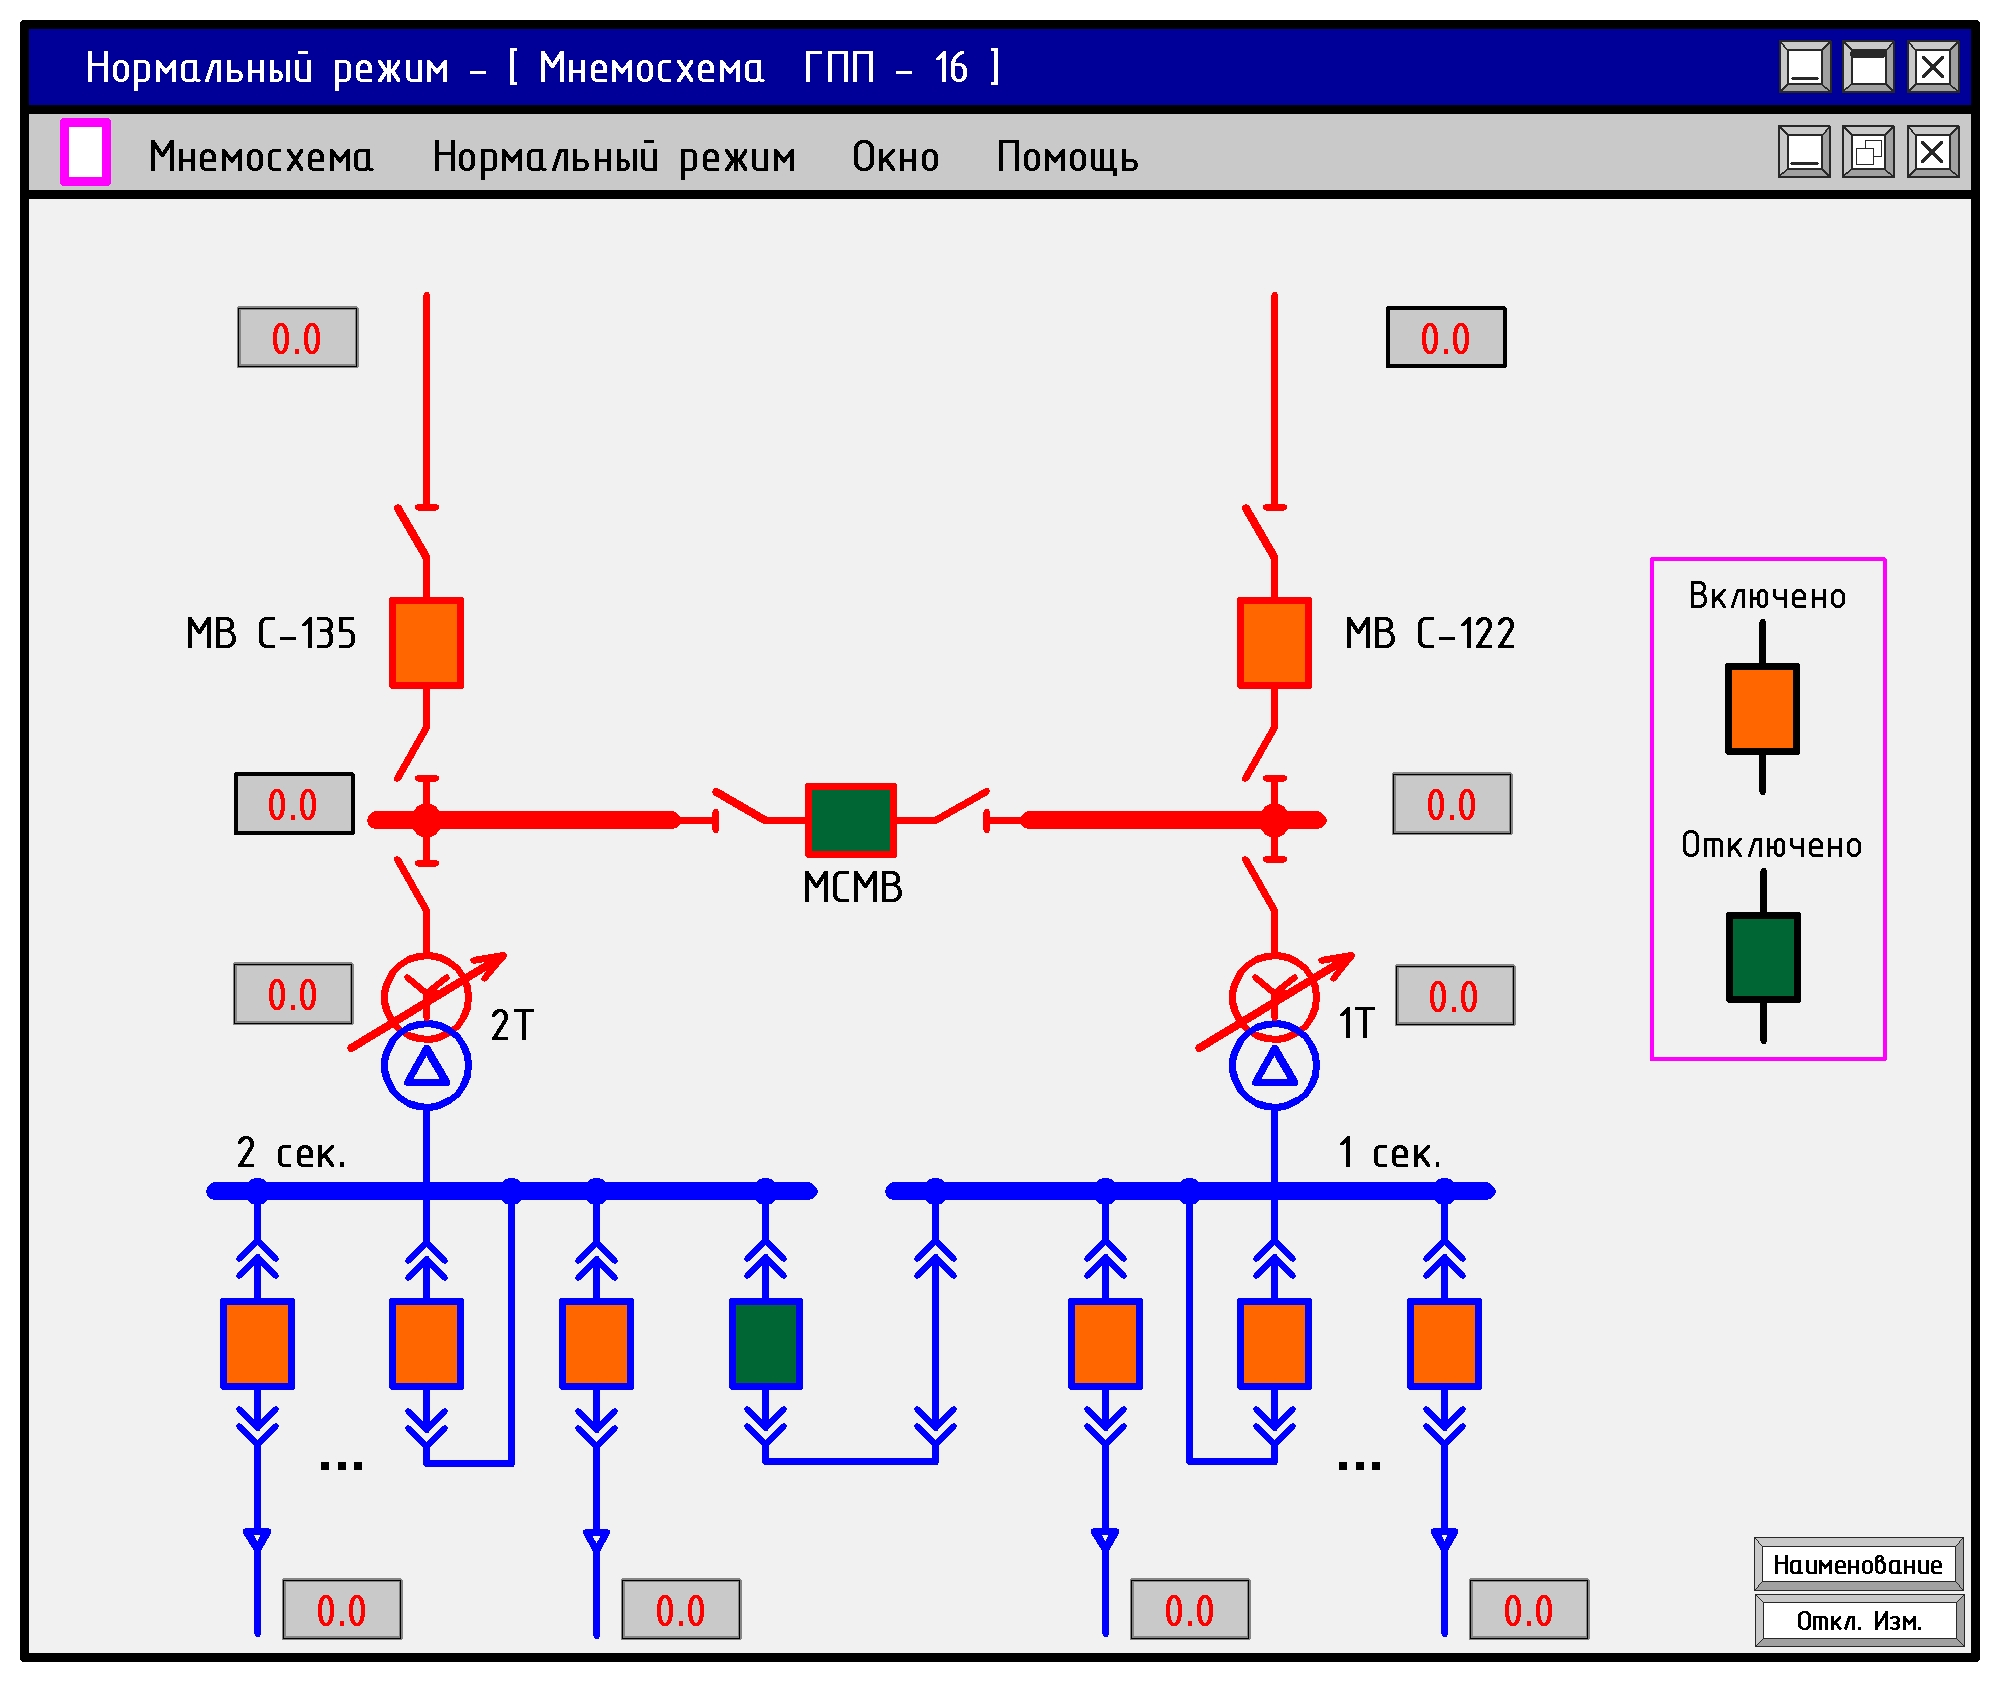 Нормальный режим - [ Мнемосхема ГПП - 16 ]
Мнемосхема Нормальный режим Окно Помощь
0.0 0.0
Включено
МВ С-135 МВ С-122
0.0 0.0
Отключено
МСМВ
0.0 0.0
2Т 1Т
2 сек. 1 сек.
... ...
Наименование
0.0 0.0 0.0 0.0
Откл. Изм.